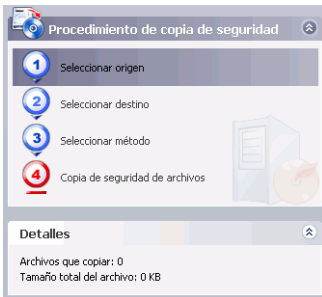 Procedimiento de copia de seguridad
1 Seleccionar origen
2 Seleccionar destino
3 Seleccionar método
4 Copia de seguridad de archivos
Detalles
Archivos que copiar: 0
Tamaño total del archivo: 0 KB